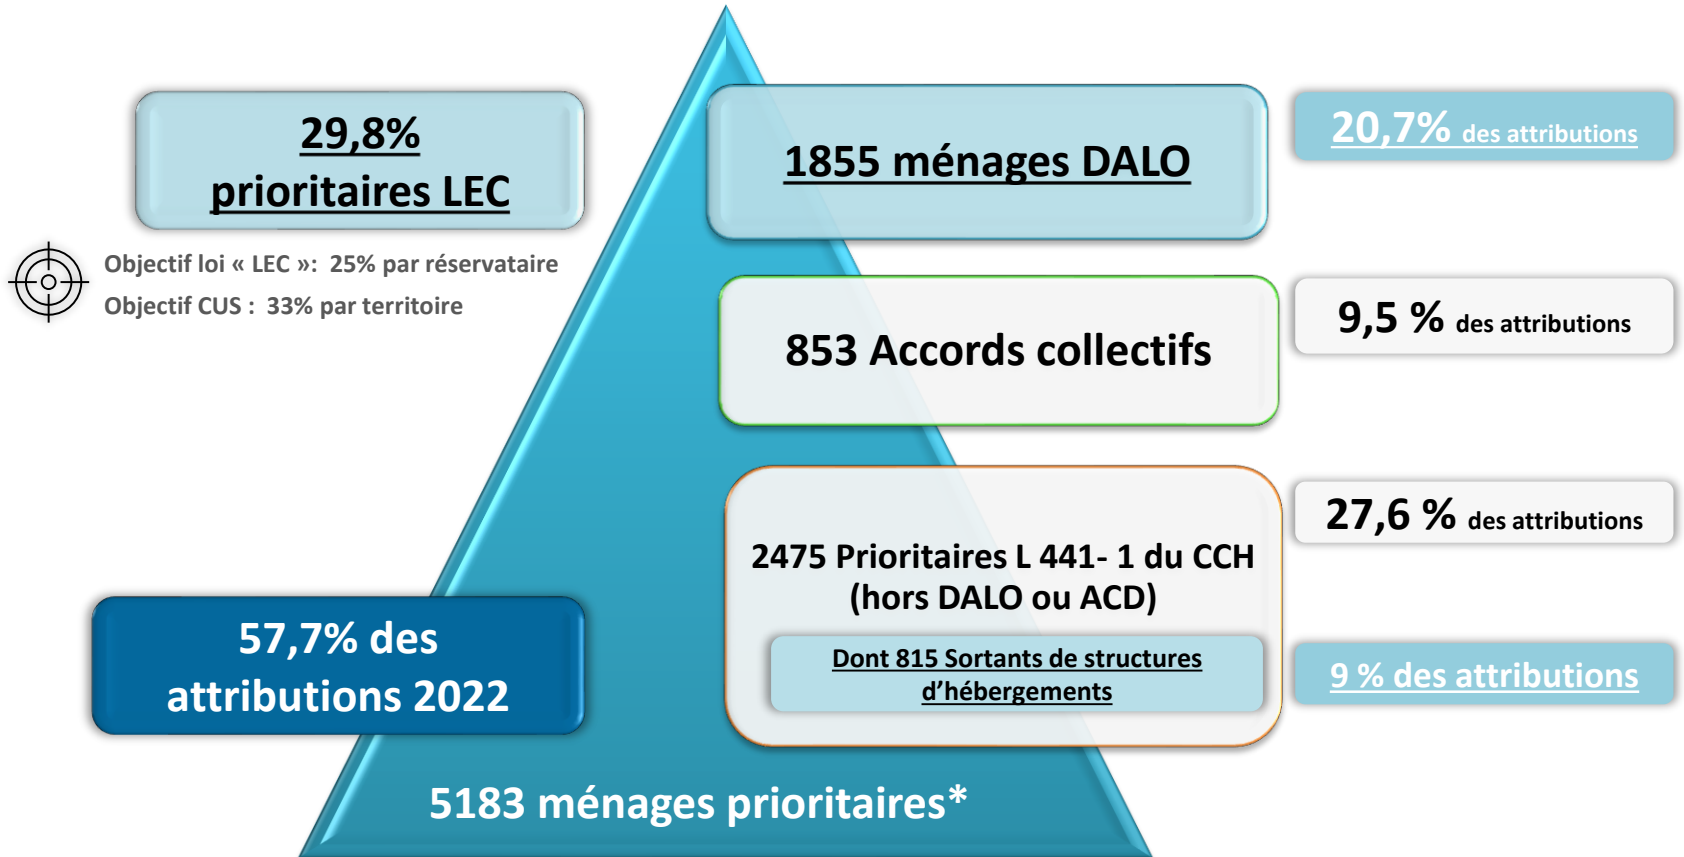 29,8%
prioritaires LEC
Objectif loi « LEC »: 25% par réservataire
Objectif CUS : 33% par territoire
57,7% des
attributions 2022
1855 ménages DALO
20,7% des attributions
853 Accords collectifs
9,5 % des attributions
2475 Prioritaires L 441- 1 du CCH
(hors DALO ou ACD)
27,6 % des attributions
Dont 815 Sortants de structures
d’hébergements
9 % des attributions
5183 ménages prioritaires*